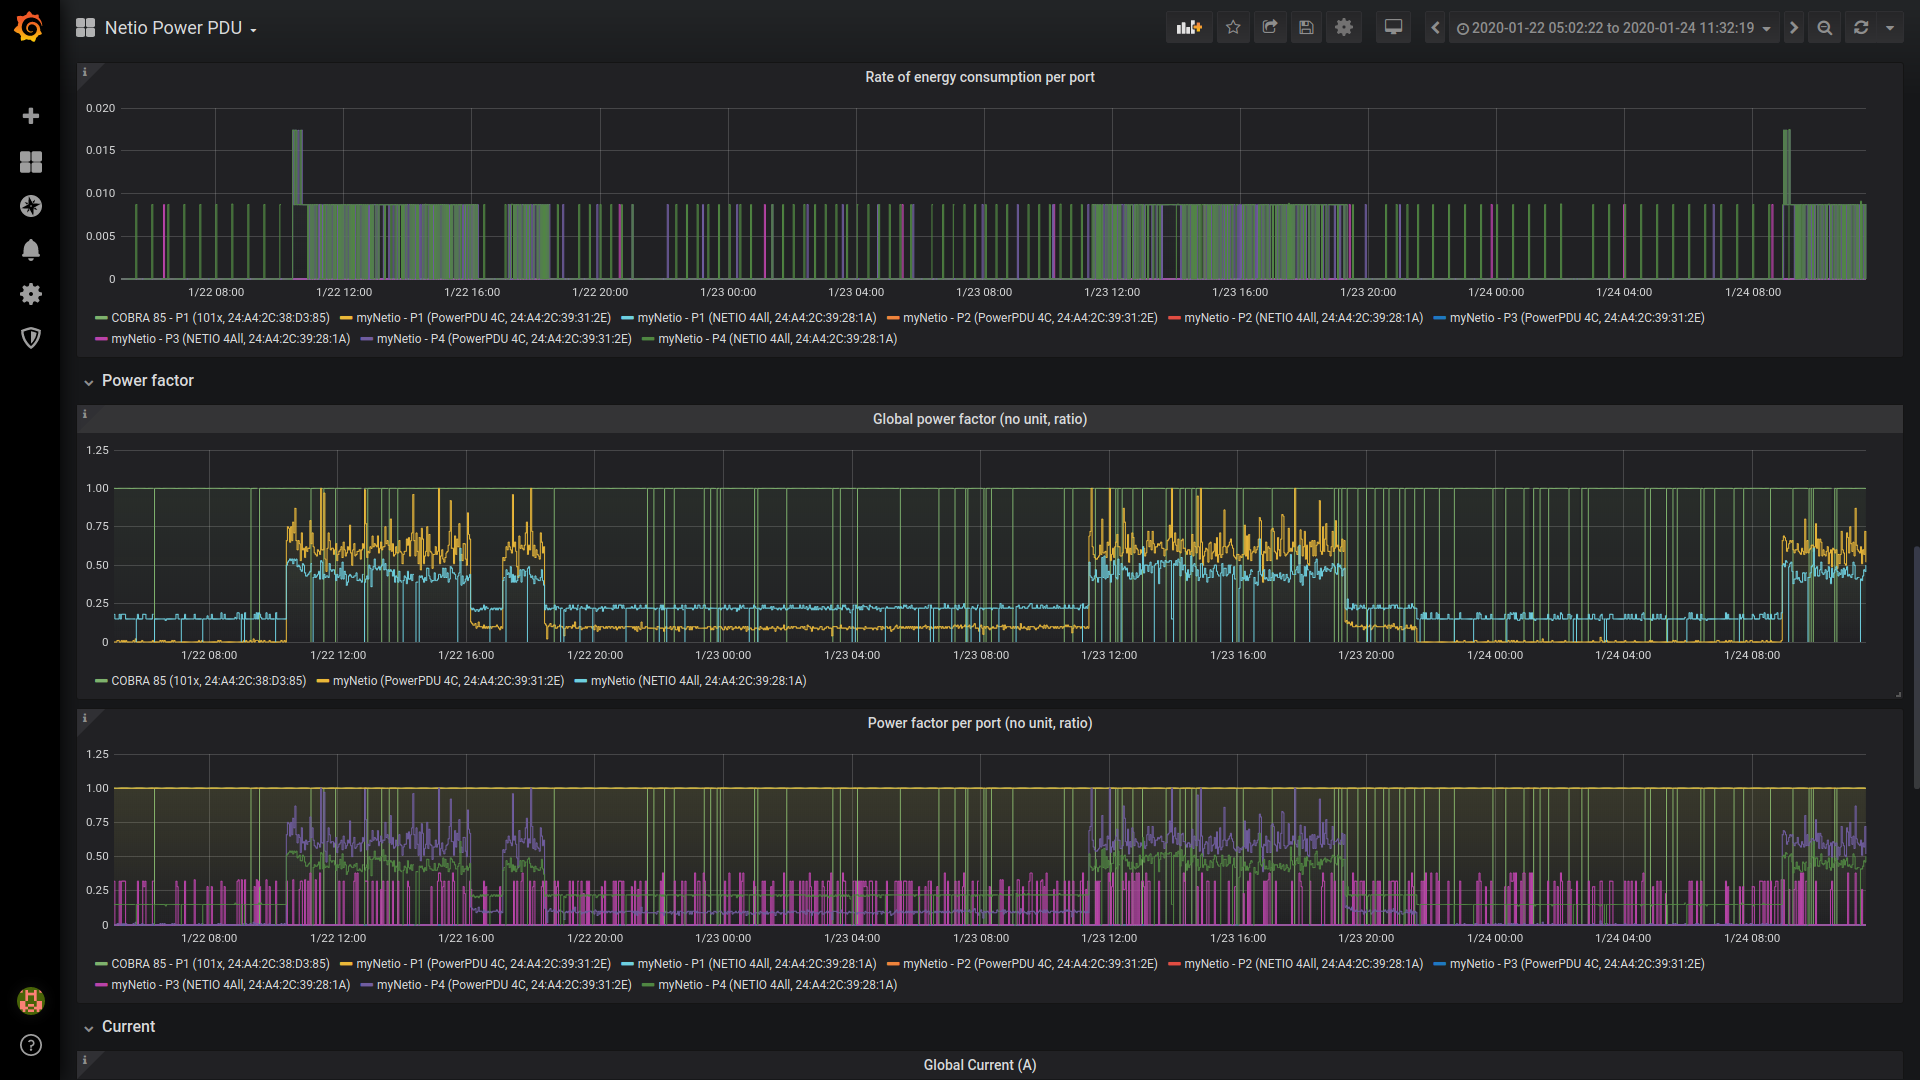 Netio Power PDU
2020-01-22 05:02:22 to 2020-01-24 11:32:19
Rate of energy consumption per port
0.020
0.015
0.010
0.005
0
1/22 08:00 1/22 12:00 1/22 16:00 1/22 20:00 1/23 00:00 1/23 04:00 1/23 08:00 1/23 12:00 1/23 16:00 1/23 20:00 1/24 00:00 1/24 04:00 1/24 08:00
COBRA 85 - P1 (101x, 24:A4:2C:38:D3:85) myNetio - P1 (PowerPDU 4C, 24:A4:2C:39:31:2E) myNetio - P1 (NETIO 4All, 24:A4:2C:39:28:1A) myNetio - P2 (PowerPDU 4C, 24:A4:2C:39:31:2E) myNetio - P2 (NETIO 4All, 24:A4:2C:39:28:1A) myNetio - P3 (PowerPDU 4C, 24:A4:2C:39:31:2E)
myNetio - P3 (NETIO 4All, 24:A4:2C:39:28:1A) myNetio - P4 (PowerPDU 4C, 24:A4:2C:39:31:2E) myNetio - P4 (NETIO 4All, 24:A4:2C:39:28:1A)
Power factor
Global power factor (no unit, ratio)
1.25
1.00
0.75
0.50
0.25
0
1/22 08:00 1/22 12:00 1/22 16:00 1/22 20:00 1/23 00:00 1/23 04:00 1/23 08:00 1/23 12:00 1/23 16:00 1/23 20:00 1/24 00:00 1/24 04:00 1/24 08:00
COBRA 85 (101x, 24:A4:2C:38:D3:85) myNetio (PowerPDU 4C, 24:A4:2C:39:31:2E) myNetio (NETIO 4All, 24:A4:2C:39:28:1A)
Power factor per port (no unit, ratio)
1.25
1.00
0.75
0.50
0.25
0
1/22 08:00 1/22 12:00 1/22 16:00 1/22 20:00 1/23 00:00 1/23 04:00 1/23 08:00 1/23 12:00 1/23 16:00 1/23 20:00 1/24 00:00 1/24 04:00 1/24 08:00
COBRA 85 - P1 (101x, 24:A4:2C:38:D3:85) myNetio - P1 (PowerPDU 4C, 24:A4:2C:39:31:2E) myNetio - P1 (NETIO 4All, 24:A4:2C:39:28:1A) myNetio - P2 (PowerPDU 4C, 24:A4:2C:39:31:2E) myNetio - P2 (NETIO 4All, 24:A4:2C:39:28:1A) myNetio - P3 (PowerPDU 4C, 24:A4:2C:39:31:2E)
myNetio - P3 (NETIO 4All, 24:A4:2C:39:28:1A) myNetio - P4 (PowerPDU 4C, 24:A4:2C:39:31:2E) myNetio - P4 (NETIO 4All, 24:A4:2C:39:28:1A)
Current
Global Current (A)